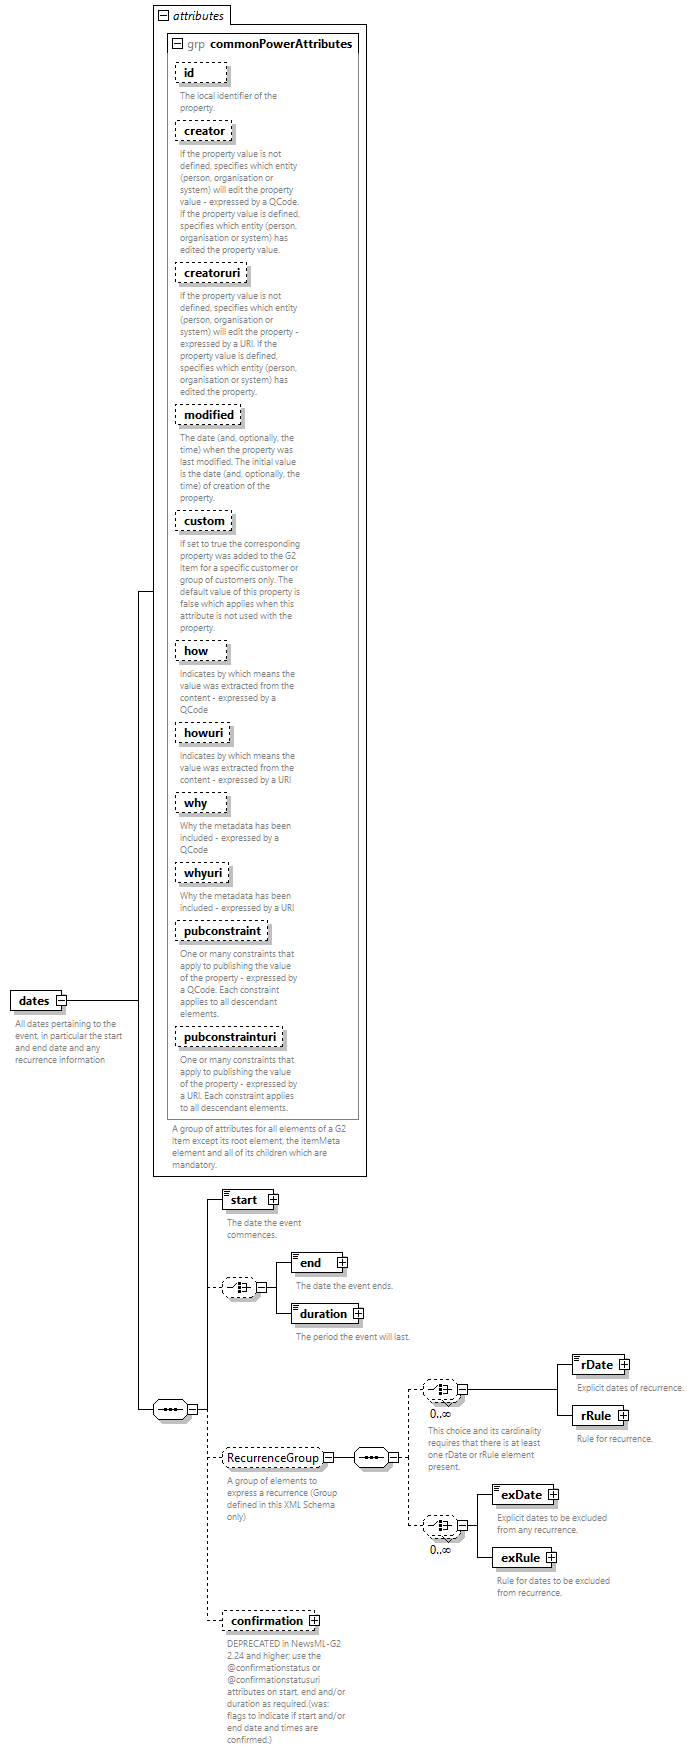 attributes
grp commonPowerAttributes
id
The local identifier of the
property.
creator
If the property value is not
defined, specifies which entity
(person, organisation or
system) will edit the property
value - expressed by a QCode.
If the property value is defined,
specifies which entity (person,
organisation or system) has
edited the property value.
creatoruri
If the property value is not
defined, specifies which entity
(person, organisation or
system) will edit the property -
expressed by a URI. If the
property value is defined,
specifies which entity (person,
organisation or system) has
edited the property.
modified
The date (and, optionally, the
time) when the property was
last modified. The initial value
is the date (and, optionally, the
time) of creation of the
property.
custom
If set to true the corresponding
property was added to the G2
Item for a specific customer or
group of customers only. The
default value of this property is
false which applies when this
attribute is not used with the
property.
how
Indicates by which means the
value was extracted from the
content - expressed by a
QCode
howuri
Indicates by which means the
value was extracted from the
content - expressed by a URI
why
Why the metadata has been
included - expressed by a
QCode
whyuri
Why the metadata has been
included - expressed by a URI
pubconstraint
One or many constraints that
apply to publishing the value
of the property - expressed by
a QCode. Each constraint
applies to all descendant
elements.
pubconstrainturi
One or many constraints that
apply to publishing the value
of the property - expressed by
a URI. Each constraint applies
to all descendant elements.
A group of attributes for all elements of a G2
Item except its root element, the itemMeta
element and all of its children which are
mandatory.
dates
All dates pertaining to the
event, in particular the start
and end date and any
recurrence information
start
The date the event
commences.
end
The date the event ends.
duration
The period the event will last.
RecurrenceGroup
A group of elements to
express a recurrence (Group
defined in this XML Schema
only)
0..∞
This choice and its cardinality
requires that there is at least
one rDate or rRule element
present.
rDate
Explicit dates of recurrence.
rRule
Rule for recurrence.
0..∞
exDate
Explicit dates to be excluded
from any recurrence.
exRule
Rule for dates to be excluded
from recurrence.
confirmation
DEPRECATED in NewsML-G2
2.24 and higher; use the
@confirmationstatus or
@confirmationstatusuri
attributes on start, end and/or
duration as required.(was:
flags to indicate if start and/or
end date and times are
confirmed.)